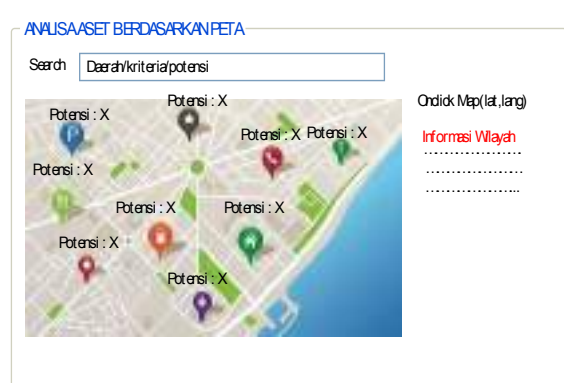 ANALISA ASET BERDASARKAN PETA
Search Daerah/kriteria/potensi
Potensi : X
Potensi : X
Potensi : X
Potensi : X
Potensi : X
Potensi : X
Potensi : X
Potensi : X
Potensi : X
Onclick Map(lat,lang)
Informasi Wilayah
......................
......................
......................